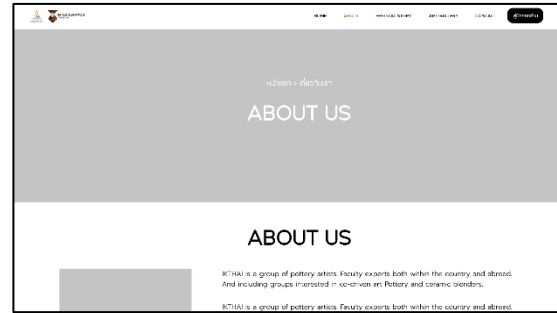 HOME ABOUT CONTACT
หน้าแรก > เกี่ยวกับเรา
ABOUT US
ABOUT US
IKTHAI is a group of pottery artists. Faculty experts both within the country and abroad.
And including groups interested in co-driven art Pottery and ceramic blenders.
IKTHAI is a group of pottery artists. Faculty experts both within the country and abroad.